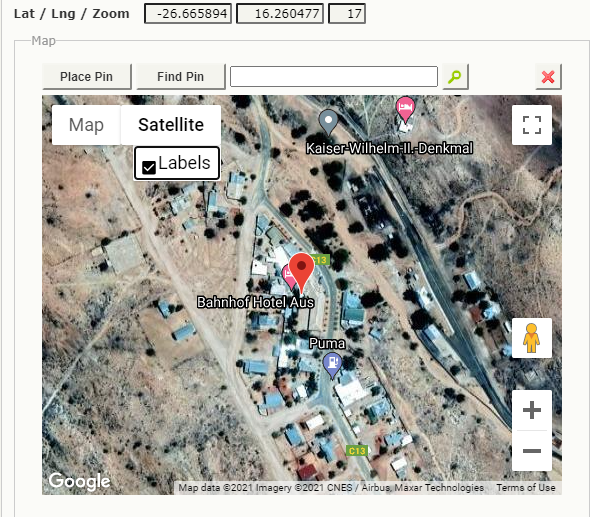 Lat / Lng / Zoom -26.665894 16.260477 17
Map
Place Pin Find Pin
Map Satellite
Labels
Kaiser-Wilhelm-II.-Denkmal
C13
Bahnhof Hotel Aus
Puma
C13
Google
Map data ©2021 Imagery ©2021 CNES / Airbus, Maxar Technologies Terms of Use